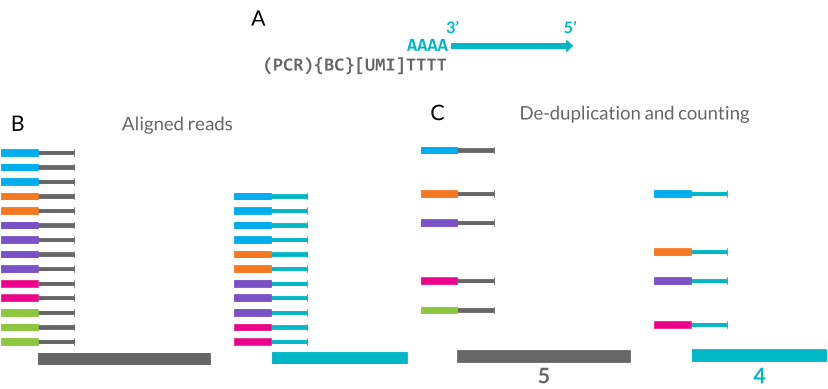 A
3’ 5’
AAAA
(PCR){BC}[UMI]TTTT
B
Aligned reads
C
De-duplication and counting
5
4